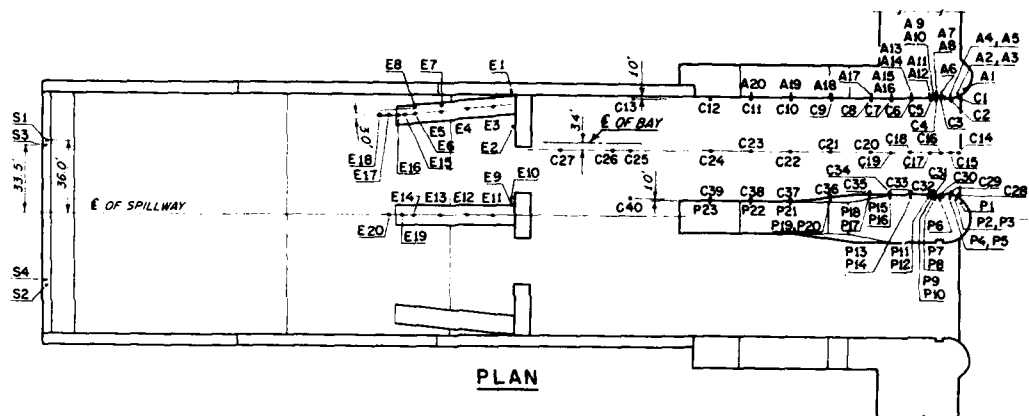 A9
A10
A7
A8
A4, A5
A2, A3
A13
A14
A11
A12
A6
A1
E8
E7
E1
10'
A20
A19
A18
A17
A15
A16
C13
C12
C11
C10
C9
C8
C7
C6
C5
C1
C2
C3
C4
S1
S3
3.0'
E5
E4
E3
E6
E2
E18
E17
E16
E15
3.4'
℄ OF BAY
C27
C26
C25
C24
C23
C22
C21
C20
C19
C18
C17
C16
C15
C14
33.5'
36.0'
E9
E10
10'
C34
C31
C30
C29
C28
℄ OF SPILLWAY
E14
E13
E12
E11
C40
C39
C38
C37
C36
C35
C33
C32
E20
E19
P23
P22
P21
P19, P20
P18
P17
P15
P16
P6
P1
P2, P3
P4, P5
P13
P14
P11
P12
P7
P8
P9
P10
S4
S2
PLAN